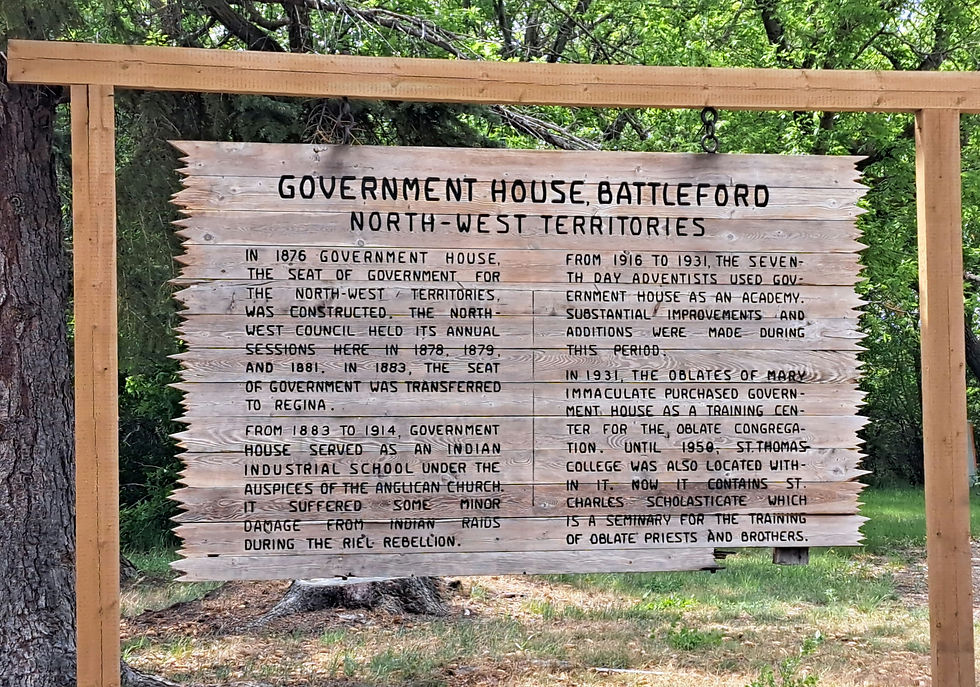 GOVERNMENT HOUSE, BATTLEFORD
NORTH-WEST TERRITORIES
IN 1876 GOVERNMENT HOUSE,
THE SEAT OF GOVERNMENT FOR
THE NORTH-WEST TERRITORIES,
WAS CONSTRUCTED. THE NORTH-
WEST COUNCIL HELD ITS ANNUAL
SESSIONS HERE IN 1878, 1879,
AND 1881. IN 1883, THE SEAT
OF GOVERNMENT WAS TRANSFERRED
TO REGINA.
FROM 1883 TO 1914, GOVERNMENT
HOUSE SERVED AS AN INDIAN
INDUSTRIAL SCHOOL UNDER THE
AUSPICES OF THE ANGLICAN CHURCH.
IT SUFFERED SOME MINOR
DAMAGE FROM INDIAN RAIDS
DURING THE RIEL REBELLION.
FROM 1916 TO 1931, THE SEVEN-
TH DAY ADVENTISTS USED GOV-
ERNMENT HOUSE AS AN ACADEMY.
SUBSTANTIAL IMPROVEMENTS AND
ADDITIONS WERE MADE DURING
THIS PERIOD.
IN 1931, THE OBLATES OF MARY
IMMACULATE PURCHASED GOVERN-
MENT HOUSE AS A TRAINING CEN-
TER FOR THE OBLATE CONGREGA-
TION. UNTIL 1950, ST. THOMAS
COLLEGE WAS ALSO LOCATED WITH-
IN IT. NOW IT CONTAINS ST.
CHARLES SCHOLASTICATE WHICH
IS A SEMINARY FOR THE TRAINING
OF OBLATE PRIESTS AND BROTHERS.